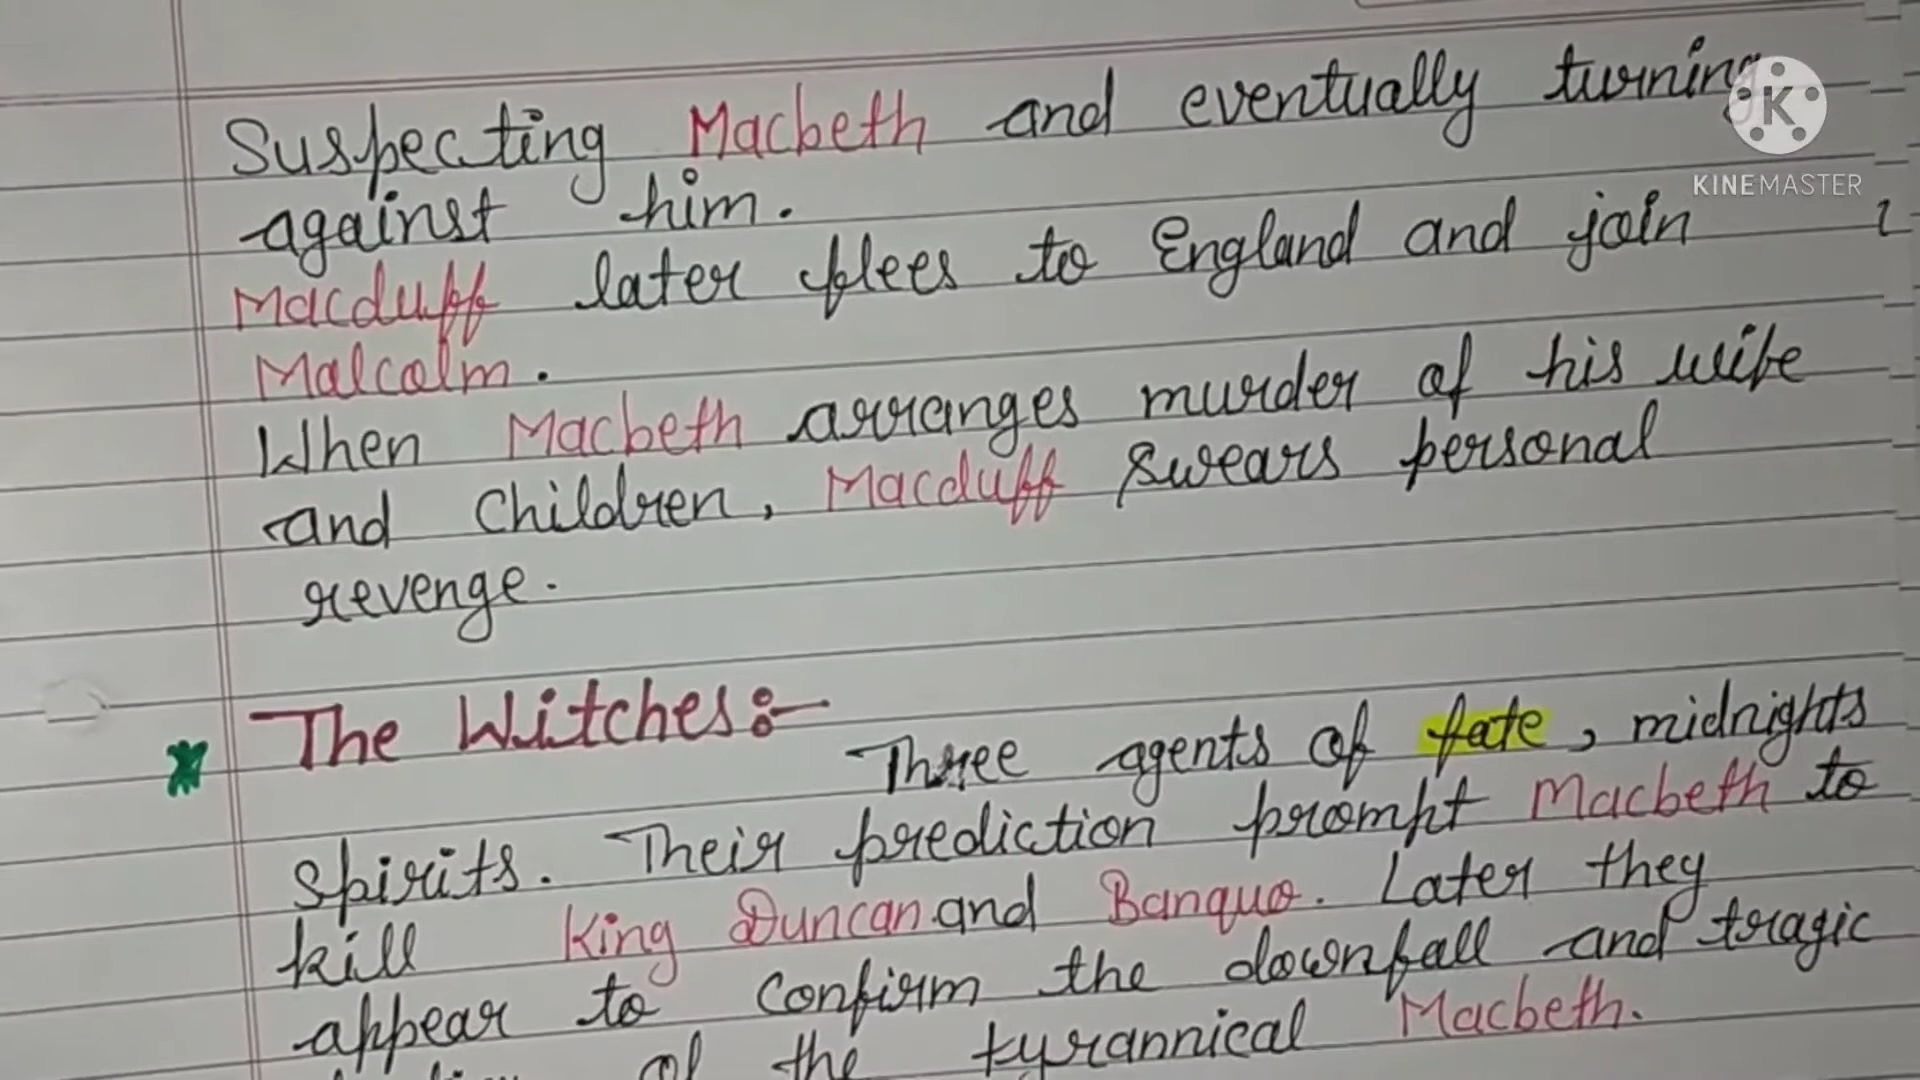 Suspecting Macbeth and eventually turning
against him.
Macduff later flees to England and join
Malcolm.
When Macbeth arranges murder of his wife
and children, Macduff swears personal
revenge.
The Witches:-
Three agents of fate, midnights
spirits. Their prediction prompt Macbeth to
kill King Duncan and Banquo. Later they
appear to confirm the downfall and tragic
of the tyrannical Macbeth.
K
KINEMASTER